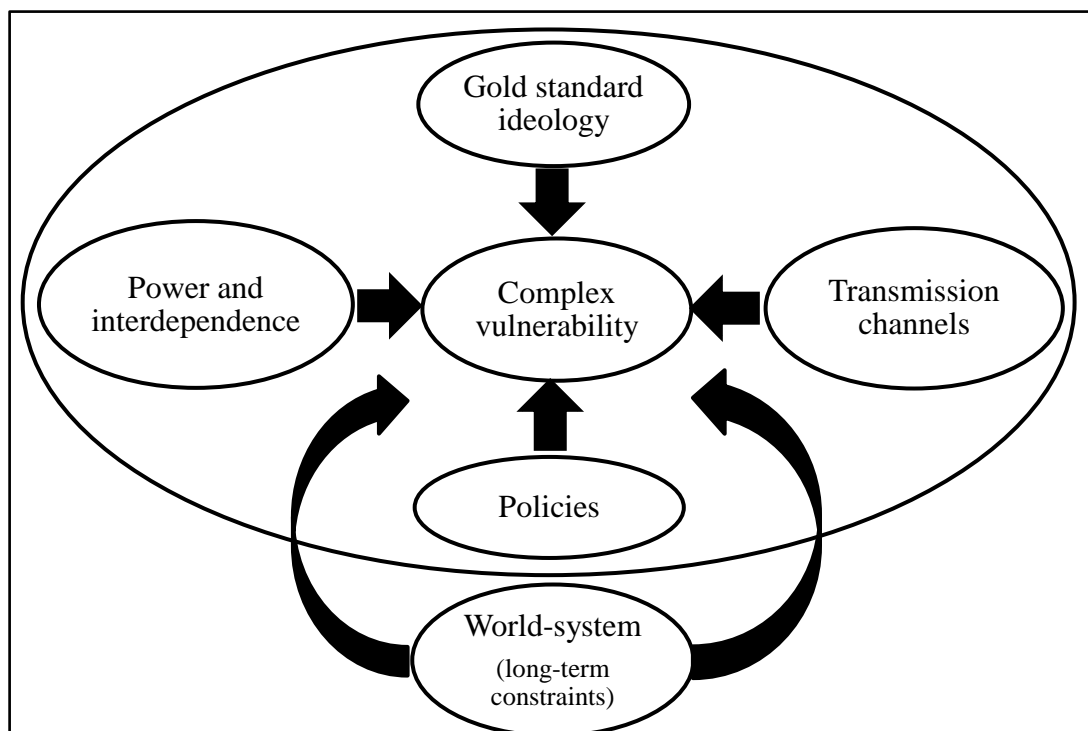 Gold standard
ideology
Power and
interdependence
Complex
vulnerability
Transmission
channels
Policies
World-system
(long-term
constraints)